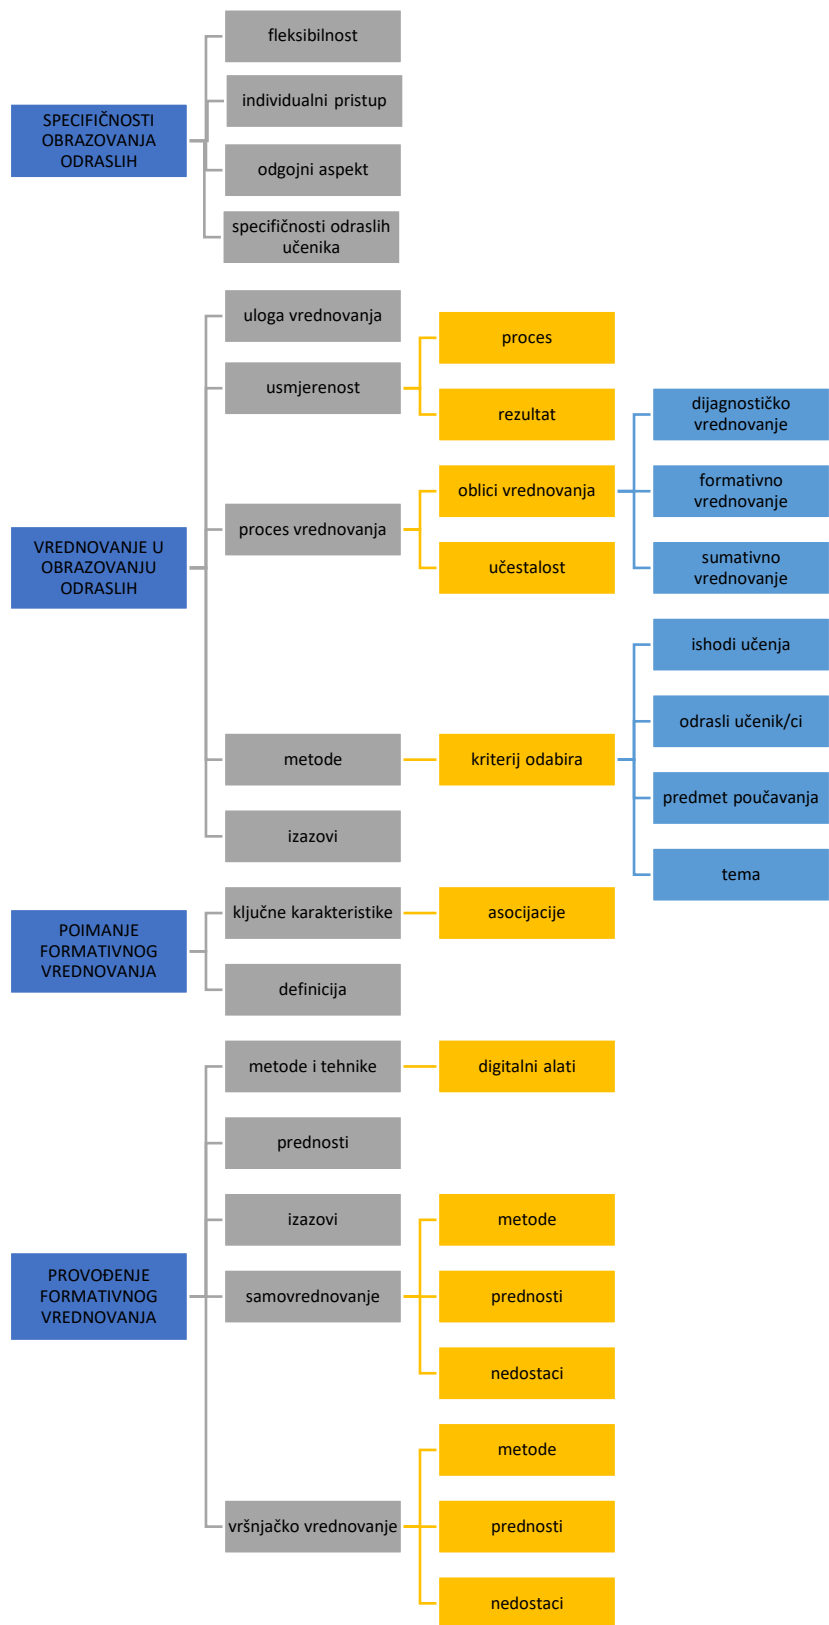 fleksibilnost
individualni pristup
SPECIFIČNOSTI
OBRAZOVANJA
ODRASLIH
odgojni aspekt
specifičnosti odraslih
učenika
uloga vrednovanja
usmjerenost
proces
rezultat
proces vrednovanja
oblici vrednovanja
dijagnostičko
vrednovanje
formativno
vrednovanje
sumativno
vrednovanje
učestalost
VREDNOVANJE U
OBRAZOVANJU
ODRASLIH
metode
kriterij odabira
ishodi učenja
odrasli učenik/ci
predmet poučavanja
tema
izazovi
POIMANJE
FORMATIVNOG
VREDNOVANJA
ključne karakteristike
asocijacije
definicija
metode i tehnike
digitalni alati
prednosti
izazovi
PROVOĐENJE
FORMATIVNOG
VREDNOVANJA
samovrednovanje
metode
prednosti
nedostaci
vršnjačko vrednovanje
metode
prednosti
nedostaci